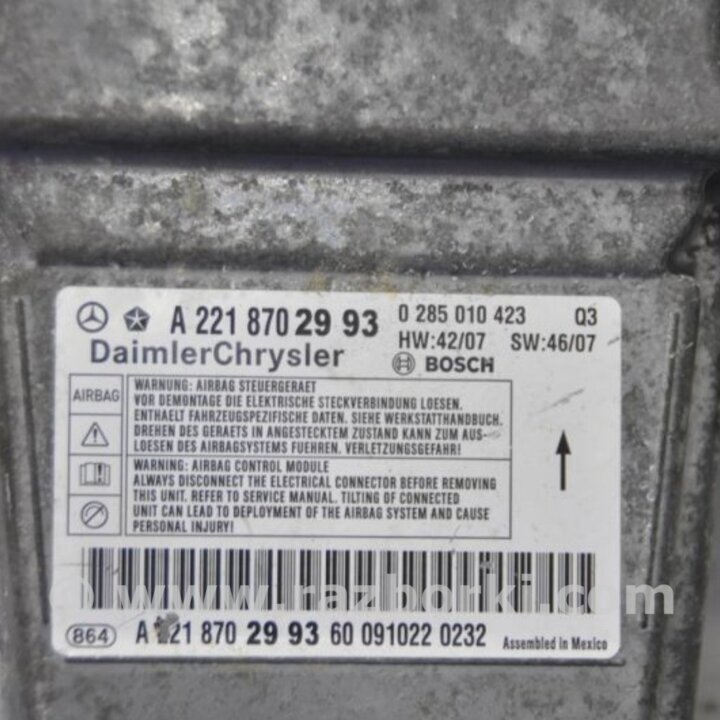 A 221 870 29 93 0 285 010 423 Q3
DaimlerChrysler HW:42/07 SW:46/07
BOSCH
AIRBAG
WARNUNG: AIRBAG STEUERGERAET
VOR DEMONTAGE DIE ELEKTRISCHE STECKVERBINDUNG LOESEN.
ENTHAELT FAHRZEUGSPEZIFISCHE DATEN. SIEHE WERKSTATTHANDBUCH.
DREHEN DES GERAETS IN ANGESTECKTEM ZUSTAND KANN ZUM AUS-
LOESEN DES AIRBAGSYSTEMS FUEHREN. VERLETZUNGSGEFAHR!
WARNING: AIRBAG CONTROL MODULE
ALWAYS DISCONNECT THE ELECTRICAL CONNECTOR BEFORE REMOVING
THIS UNIT. REFER TO SERVICE MANUAL. TILTING OF CONNECTED
UNIT CAN LEAD TO DEPLOYMENT OF THE AIRBAG SYSTEM AND CAUSE
PERSONAL INJURY!
www.razborki.com
864 A 221 870 29 93 60 091022 0232 Assembled in Mexico